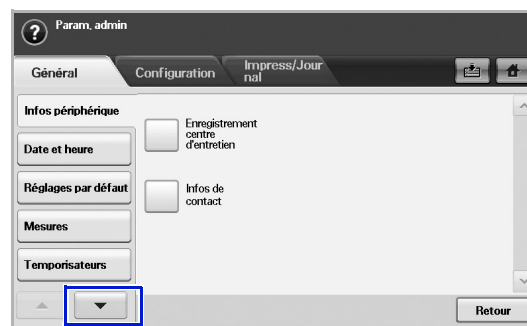 Param. admin
Général
Configuration
Impress/Jour
nal
Infos périphérique
Date et heure
Réglages par défaut
Mesures
Temporisateurs
Enregistrement
centre
d'entretien
Infos de
contact
Retour